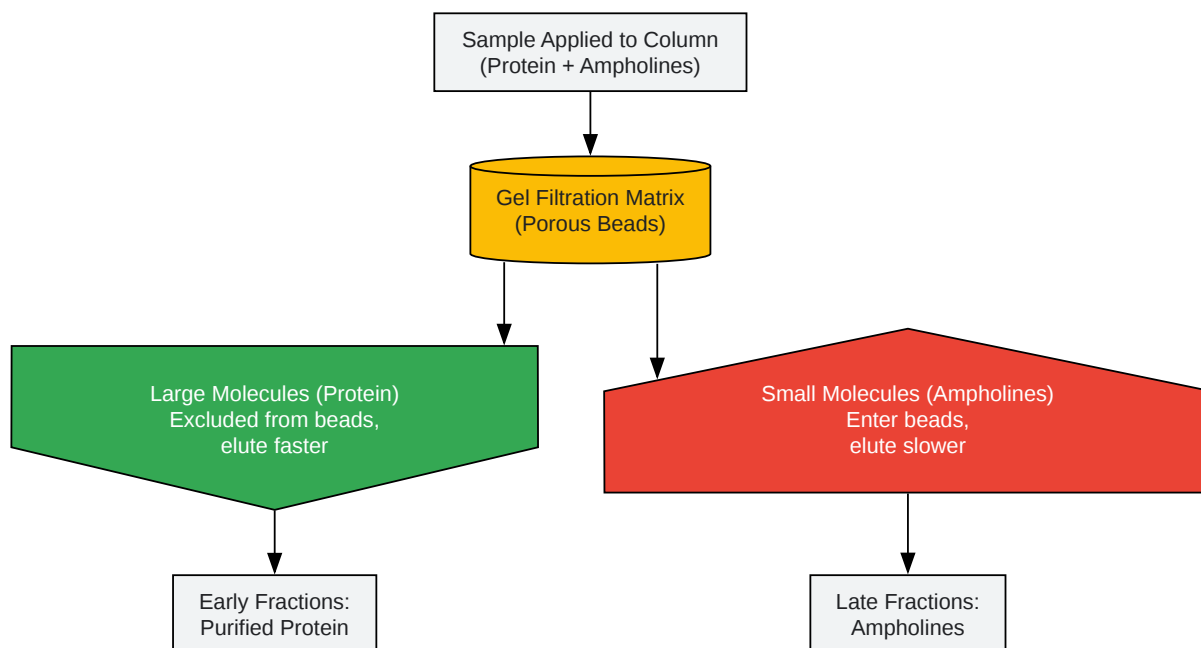 Sample Applied to Column
(Protein + Ampholines)
Gel Filtration Matrix
(Porous Beads)
Large Molecules (Protein)
Excluded from beads,
elute faster
Small Molecules (Ampholines)
Enter beads,
elute slower
Early Fractions:
Purified Protein
Late Fractions:
Ampholines